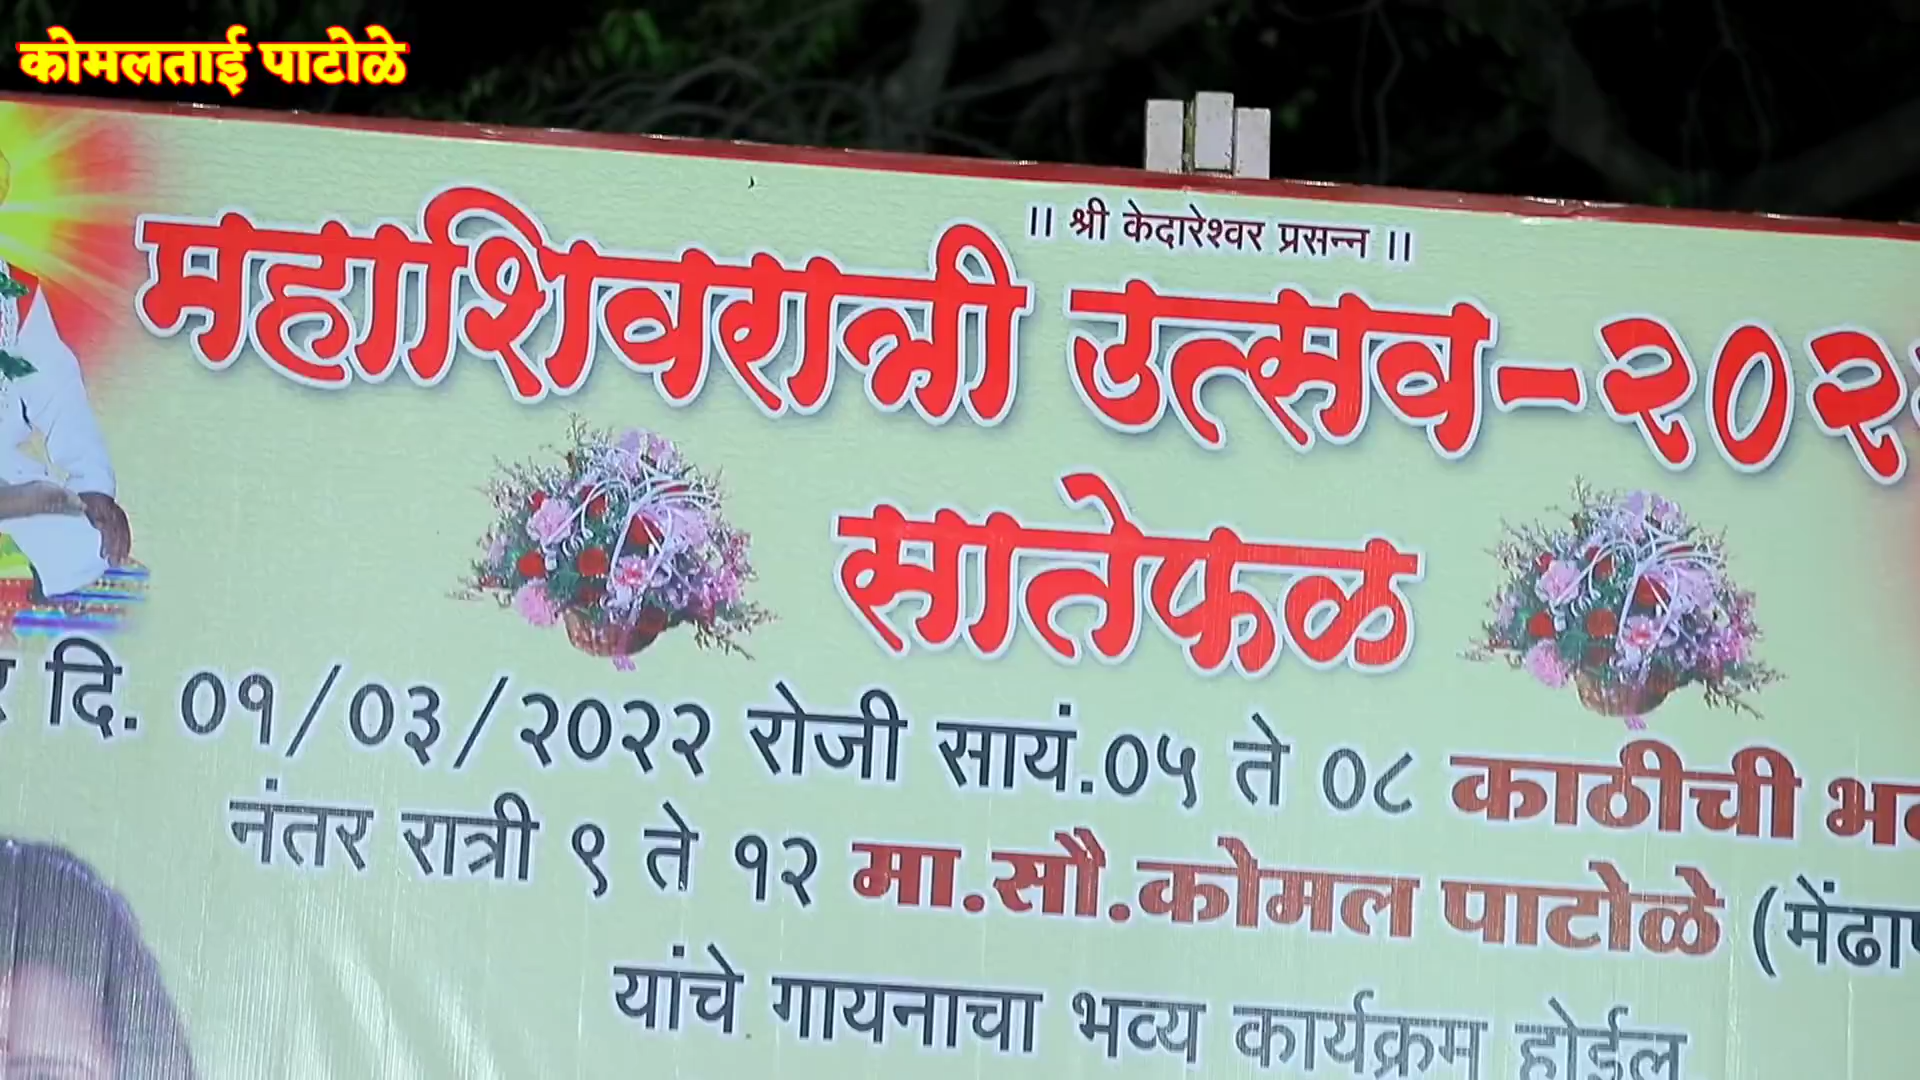 कोमलताई पाटोळे
।। श्री केदारेश्वर प्रसन्न ।।
महाशिवरात्री उत्सव-२०२
सातेफळ
दि. ०१/०३/२०२२ रोजी सायं.०५ ते ०८ काठीची
नंतर रात्री ९ ते १२ मा.सौ.कोमल पाटोळे
यांचे गायनाचा भव्य कार्यक्रम होईल